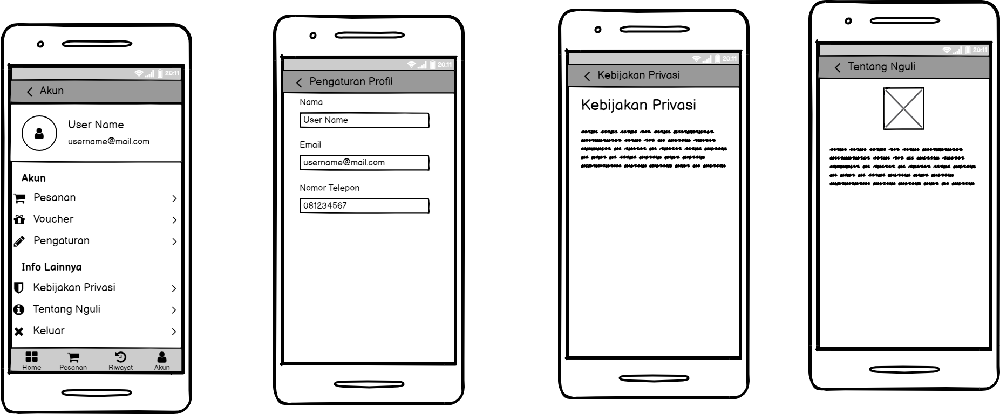 20:11
Akun
User Name
username@mail.com
Akun
Pesanan
Voucher
Pengaturan
Info Lainnya
Kebijakan Privasi
Tentang Nguli
Keluar
Home Pesanan Riwayat Akun
20:11
Pengaturan Profil
Nama
User Name
Email
username@mail.com
Nomor Telepon
081234567
20:11
Kebijakan Privasi
Kebijakan Privasi
20:11
Tentang Nguli